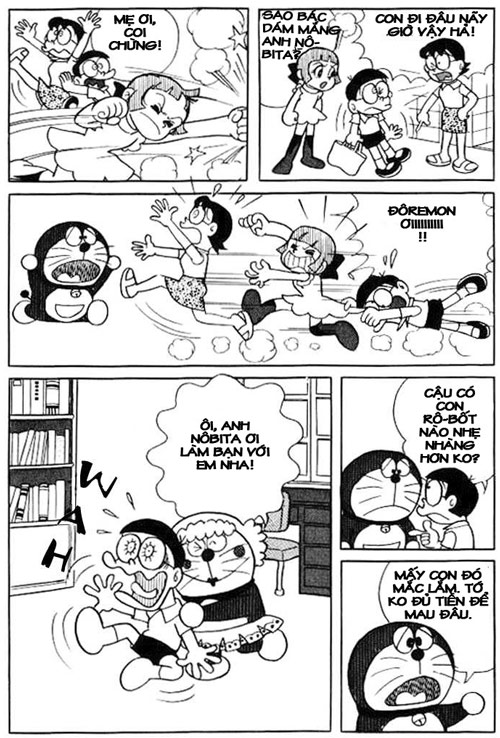 CON ĐI ĐÂU NÃY
GIỜ VẬY HẢ!
SAO BÁC
DÁM MẮNG
ANH NÔ-
BITA?
MẸ ƠI,
COI
CHỪNG!
ĐÔREMON
ƠIIIIIIIIIII
!!
CẬU CÓ
CON
RÔ-BỐT
NÀO NHẸ
NHÀNG
HƠN KO?
MẤY CON ĐÓ
MẮC LẮM. TỚ
KO ĐỦ TIỀN ĐỂ
MAU ĐÂU.
ÔI, ANH
NÔBITA ƠI
LÀM BẠN VỚI
EM NHA!
WAH